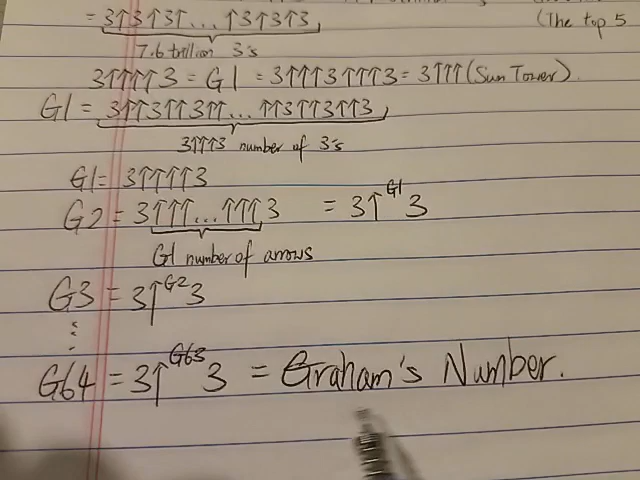 (The top 5
= 3↑3↑3↑...↑3↑3↑3
7.6 trillion 3's
3↑↑↑↑3 = G1 = 3↑↑↑3↑↑↑3 = 3↑↑↑(Sun Tower)
G1 = 3↑↑3↑↑3↑↑...↑↑3↑↑3↑↑3
3↑↑↑3 number of 3's
G1 = 3↑↑↑↑3
G2 = 3↑↑↑...↑↑↑3 = 3↑^G1 3
G1 number of arrows
G3 = 3↑^G2 3
⋮
G64 = 3↑^G63 3 = Graham's Number.